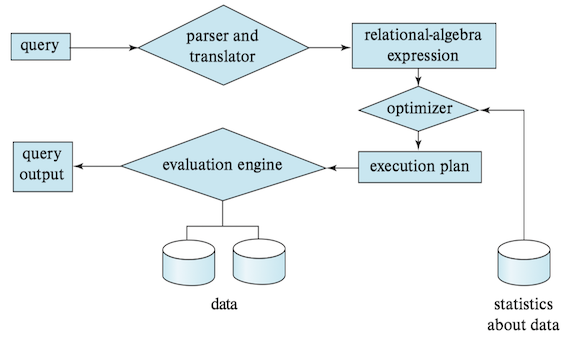 query
parser and
translator
relational-algebra
expression
optimizer
query
output
evaluation engine
execution plan
data
statistics
about data